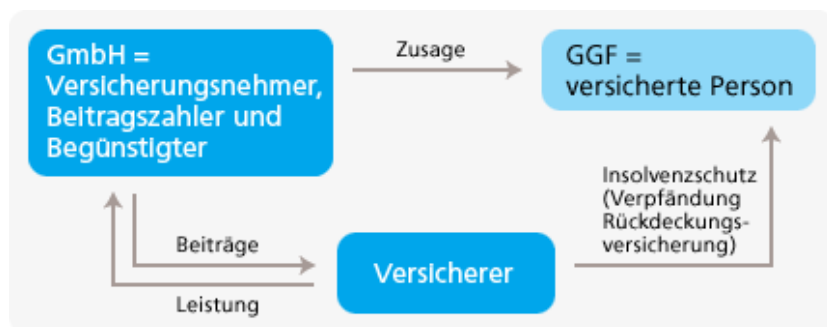 GmbH =
Versicherungsnehmer,
Beitragszahler und
Begünstigter
Zusage
GGF =
versicherte Person
Insolvenzschutz
(Verpfändung
Rückdeckungs-
versicherung)
Beiträge
Versicherer
Leistung